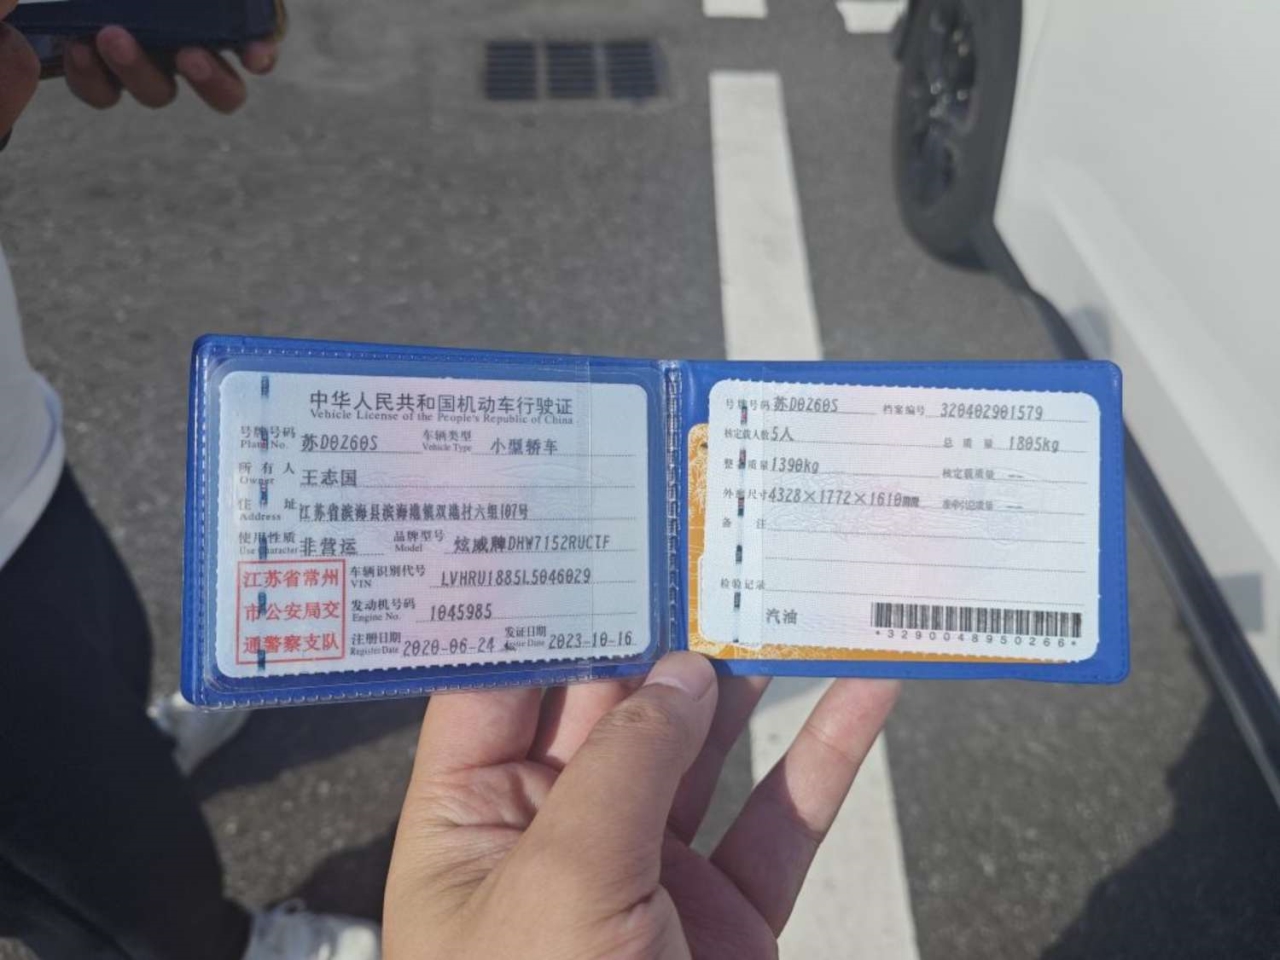 中华人民共和国机动车行驶证
Vehicle License of the People's Republic of China
号牌号码 苏D0260S 车辆类型 小型轿车
Plate No. Vehicle Type
所有人 王志国
Owner
住址 江苏省滨海县滨海港镇双港村六组107号
Address
使用性质 非营运 品牌型号 炫威牌DHW7152RUCTF
Use Character Model
江苏省常州
市公安局交
通警察支队
车辆识别代号 LVHRU1885L5046029
VIN
发动机号码 1045985
Engine No.
注册日期 2020-06-24 发证日期 2023-10-16
Register Date Issue Date
号牌号码 苏D0260S 档案编号 320402901579
核定载人数 5人 总质量 1805kg
整备质量 1390kg 核定载质量 --
外廓尺寸 4328×1772×1610mm 准牵引总质量 --
备注
检验记录
汽油
*3290048950266*